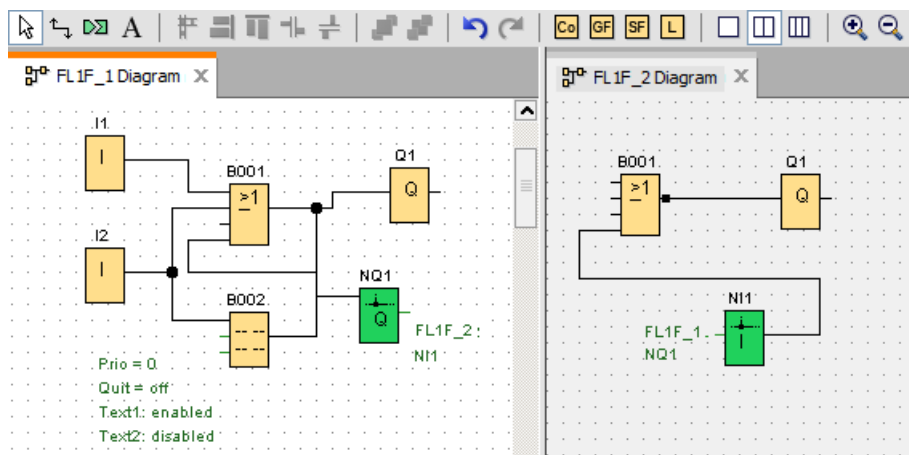 A Co GF SF L
FL1F_1 Diagram
FL1F_2 Diagram
I1
I
B001
≥1
Q1
Q
I2
I
B002
NQ1
Q
FL1F_2:
NI1
Prio = 0
Quit = off
Text1: enabled
Text2: disabled
B001
≥1
Q1
Q
NI1
I
FL1F_1.
NQ1